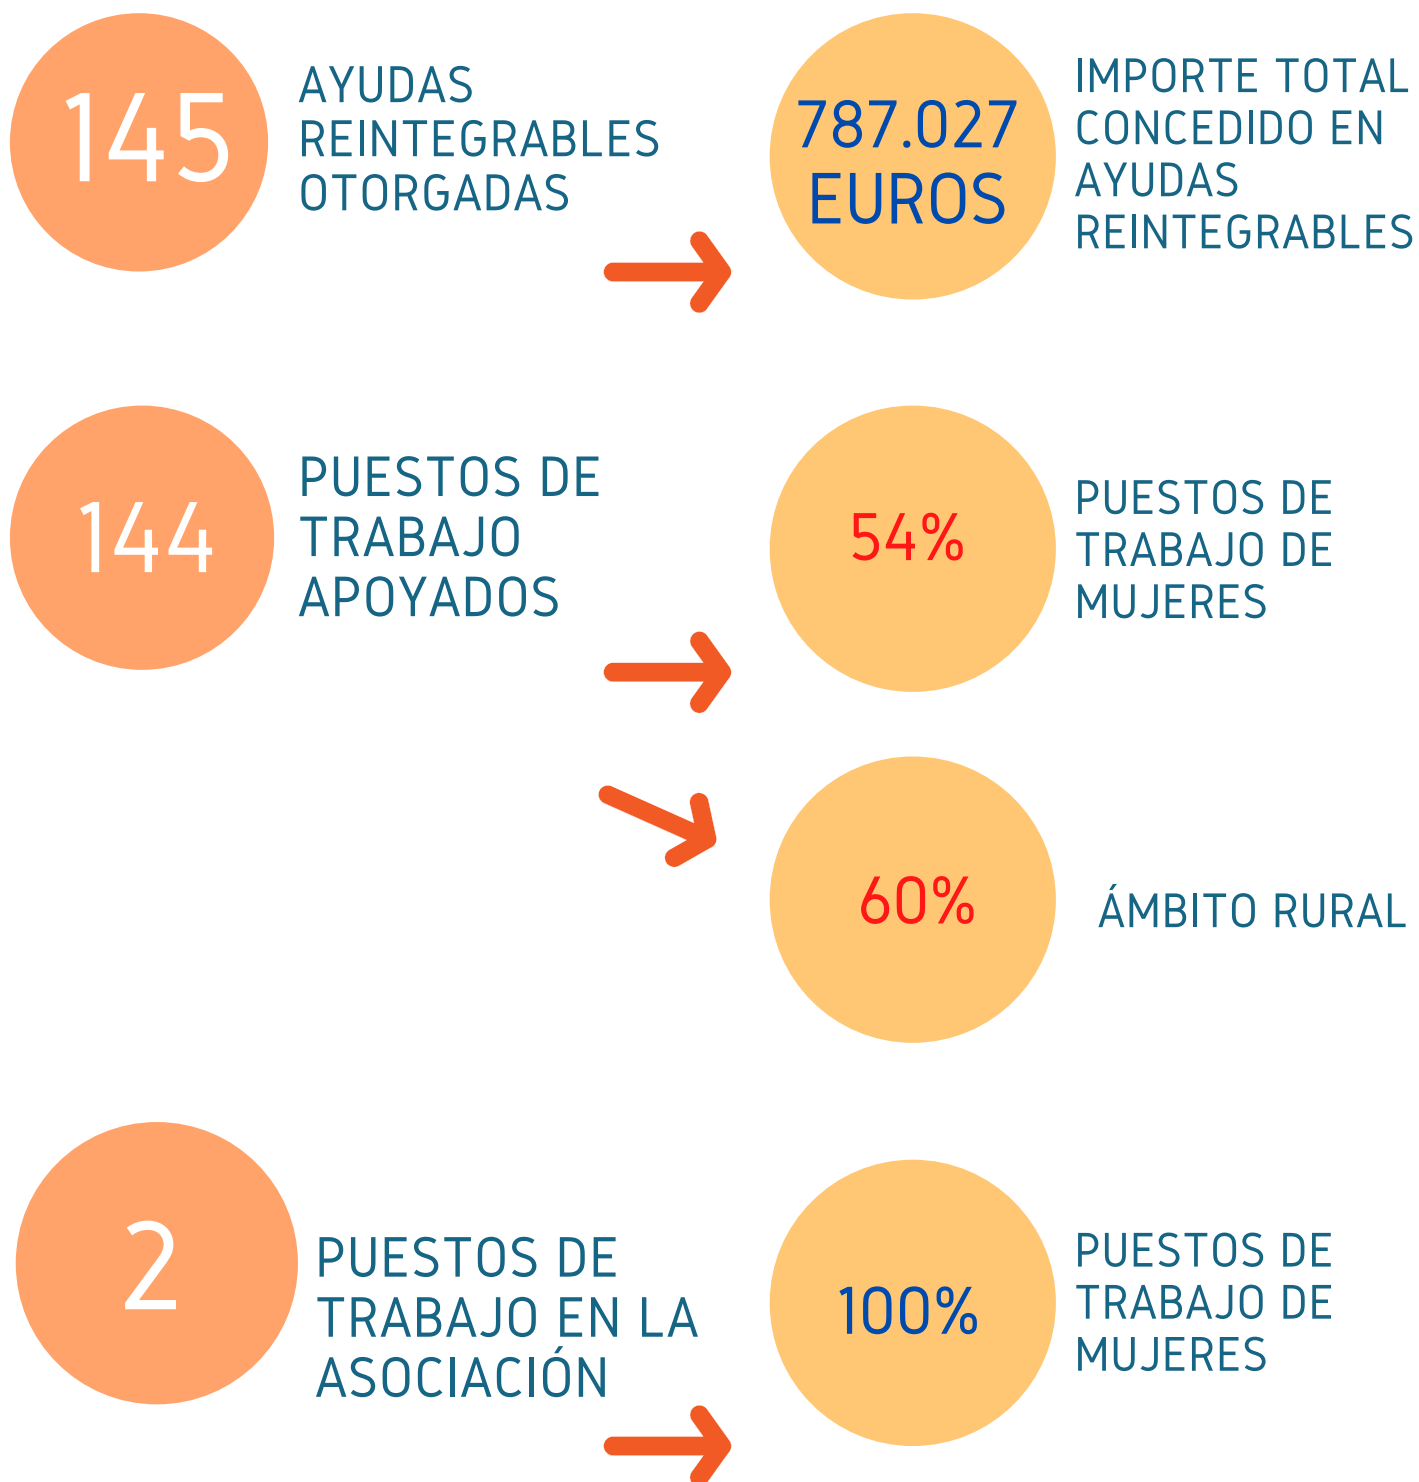 145
AYUDAS
REINTEGRABLES
OTORGADAS
787.027
EUROS
IMPORTE TOTAL
CONCEDIDO EN
AYUDAS
REINTEGRABLES
144
PUESTOS DE
TRABAJO
APOYADOS
54%
PUESTOS DE
TRABAJO DE
MUJERES
60%
ÁMBITO RURAL
2
PUESTOS DE
TRABAJO EN LA
ASOCIACIÓN
100%
PUESTOS DE
TRABAJO DE
MUJERES